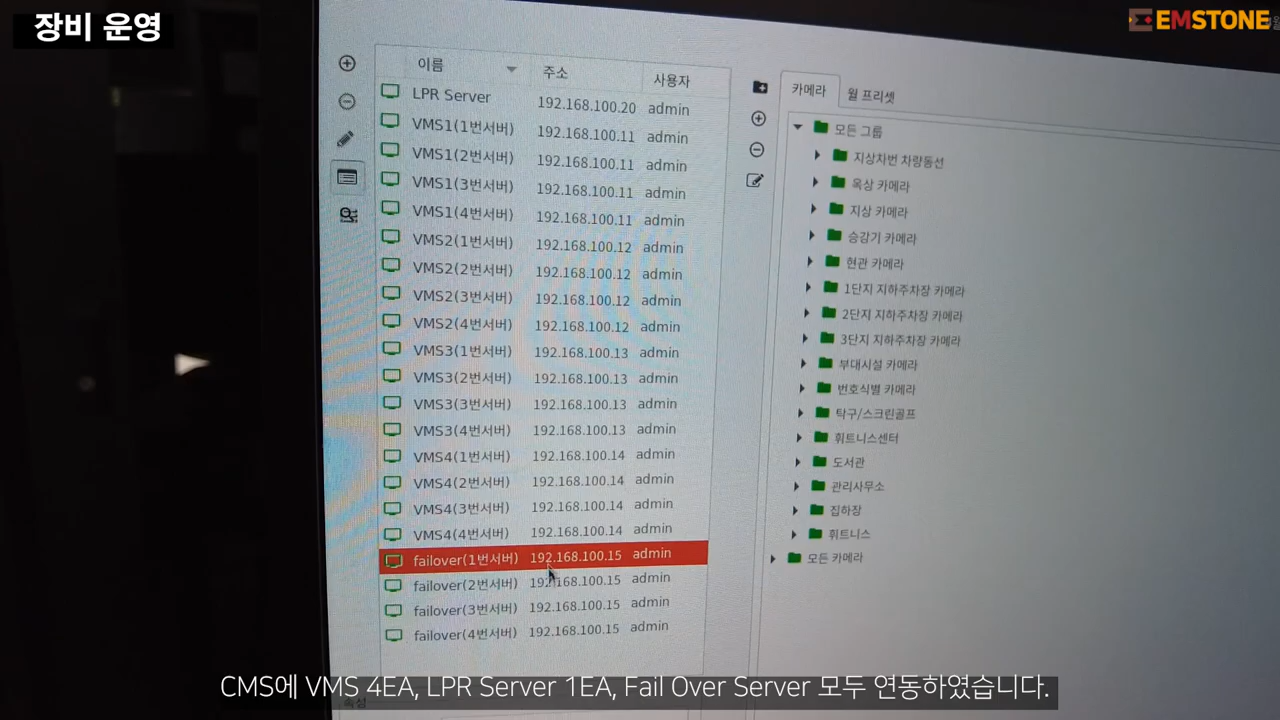 장비 운영
EMSTONE
이름 주소 사용자
LPR Server 192.168.100.20 admin
VMS1(1번서버) 192.168.100.11 admin
VMS1(2번서버) 192.168.100.11 admin
VMS1(3번서버) 192.168.100.11 admin
VMS1(4번서버) 192.168.100.11 admin
VMS2(1번서버) 192.168.100.12 admin
VMS2(2번서버) 192.168.100.12 admin
VMS2(3번서버) 192.168.100.12 admin
VMS2(4번서버) 192.168.100.12 admin
VMS3(1번서버) 192.168.100.13 admin
VMS3(2번서버) 192.168.100.13 admin
VMS3(3번서버) 192.168.100.13 admin
VMS3(4번서버) 192.168.100.13 admin
VMS4(1번서버) 192.168.100.14 admin
VMS4(2번서버) 192.168.100.14 admin
VMS4(3번서버) 192.168.100.14 admin
VMS4(4번서버) 192.168.100.14 admin
failover(1번서버) 192.168.100.15 admin
failover(2번서버) 192.168.100.15 admin
failover(3번서버) 192.168.100.15 admin
failover(4번서버) 192.168.100.15 admin
카메라 월 프리셋
모든 그룹
지상차번 차량동선
옥상 카메라
지상 카메라
승강기 카메라
현관 카메라
1단지 지하주차장 카메라
2단지 지하주차장 카메라
3단지 지하주차장 카메라
부대시설 카메라
번호식별 카메라
탁구/스크린골프
휘트니스센터
도서관
관리사무소
집하장
휘트니스
모든 카메라
CMS에 VMS 4EA, LPR Server 1EA, Fail Over Server 모두 연동하였습니다.